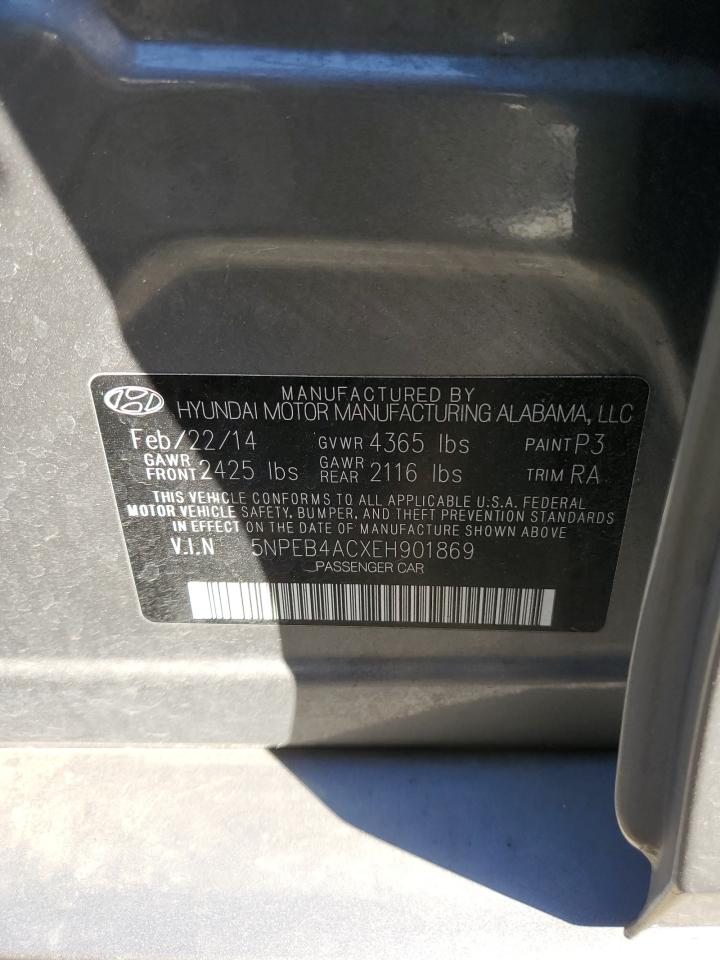 MANUFACTURED BY
HYUNDAI MOTOR MANUFACTURING ALABAMA, LLC
Feb/22/14 GVWR 4365 lbs PAINT P3
GAWR FRONT 2425 lbs GAWR REAR 2116 lbs TRIM RA
THIS VEHICLE CONFORMS TO ALL APPLICABLE U.S.A. FEDERAL
MOTOR VEHICLE SAFETY, BUMPER, AND THEFT PREVENTION STANDARDS
IN EFFECT ON THE DATE OF MANUFACTURE SHOWN ABOVE
V.I.N 5NPEB4ACXEH901869
PASSENGER CAR